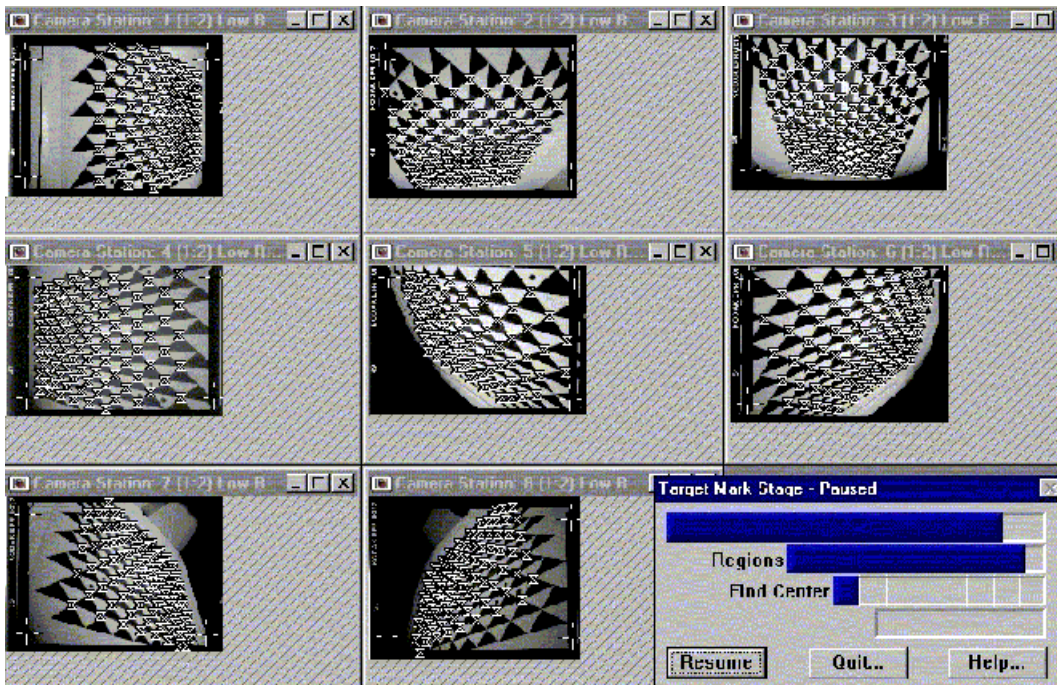 Camera Station: 1 (1:2) Low R
Camera Station: 2 (1:2) Low R
Camera Station: 3 (1:2) Low R
Camera Station: 4 (1:2) Low R...
Camera Station: 5 (1:2) Low R...
Camera Station: 6 (1:2) Low R...
Camera Station: 7 (1:2) Low R
Camera Station: 8 (1:2) Low R
Target Mark Stage - Paused
Regions
Find Center
Resume
Quit...
Help...